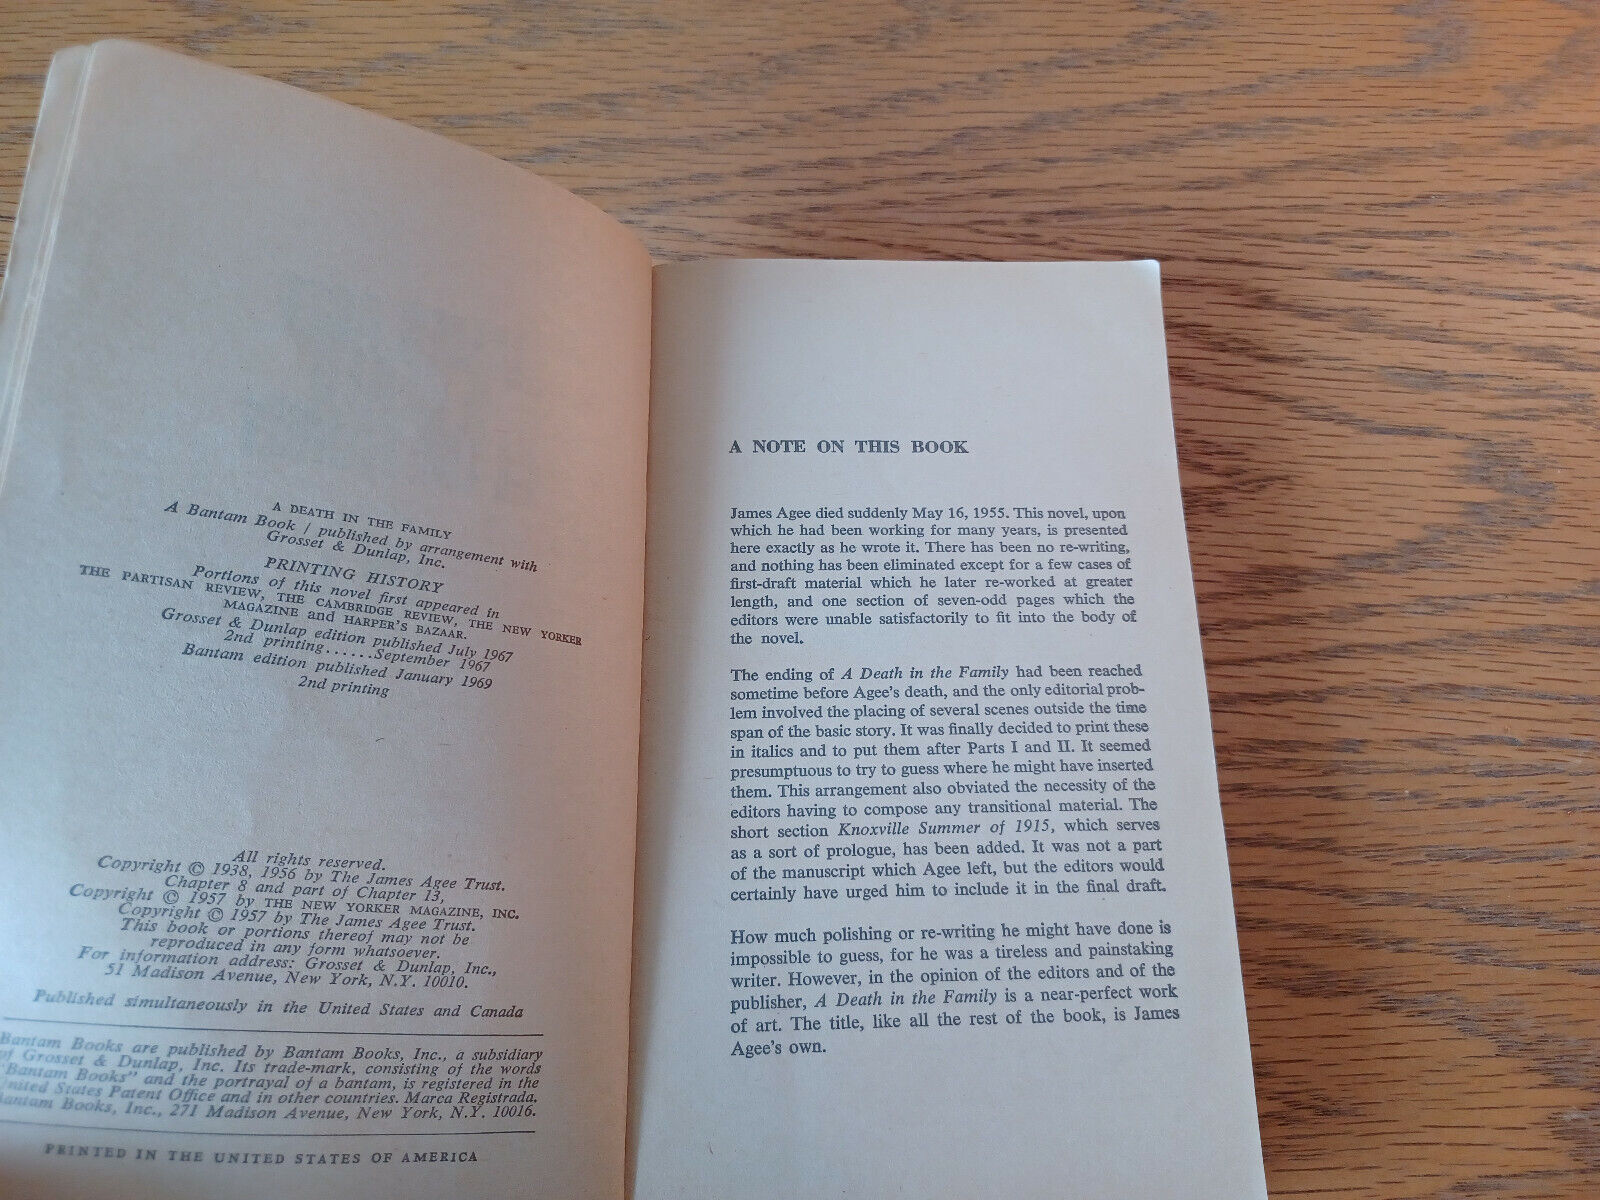 A DEATH IN THE FAMILY
A Bantam Book / published by arrangement with
Grosset & Dunlap, Inc.
PRINTING HISTORY
Portions of this novel first appeared in
THE PARTISAN REVIEW, THE CAMBRIDGE REVIEW, THE NEW YORKER
MAGAZINE and HARPER'S BAZAAR.
Grosset & Dunlap edition published July 1967
2nd printing......September 1967
Bantam edition published January 1969
2nd printing
All rights reserved.
Copyright © 1938, 1956 by The James Agee Trust.
Chapter 8 and part of Chapter 13,
Copyright © 1957 by THE NEW YORKER MAGAZINE, INC.
Copyright © 1957 by The James Agee Trust.
This book or portions thereof may not be
reproduced in any form whatsoever.
For information address: Grosset & Dunlap, Inc.,
51 Madison Avenue, New York, N.Y. 10010.
Published simultaneously in the United States and Canada
Bantam Books are published by Bantam Books, Inc., a subsidiary
of Grosset & Dunlap, Inc. Its trade-mark, consisting of the words
"Bantam Books" and the portrayal of a bantam, is registered in the
United States Patent Office and in other countries. Marca Registrada.
Bantam Books, Inc., 271 Madison Avenue, New York, N.Y. 10016.
PRINTED IN THE UNITED STATES OF AMERICA
A NOTE ON THIS BOOK
James Agee died suddenly May 16, 1955. This novel, upon
which he had been working for many years, is presented
here exactly as he wrote it. There has been no re-writing,
and nothing has been eliminated except for a few cases of
first-draft material which he later re-worked at greater
length, and one section of seven-odd pages which the
editors were unable satisfactorily to fit into the body of
the novel.
The ending of A Death in the Family had been reached
sometime before Agee's death, and the only editorial prob-
lem involved the placing of several scenes outside the time
span of the basic story. It was finally decided to print these
in italics and to put them after Parts I and II. It seemed
presumptuous to try to guess where he might have inserted
them. This arrangement also obviated the necessity of the
editors having to compose any transitional material. The
short section Knoxville Summer of 1915, which serves
as a sort of prologue, has been added. It was not a part
of the manuscript which Agee left, but the editors would
certainly have urged him to include it in the final draft.
How much polishing or re-writing he might have done is
impossible to guess, for he was a tireless and painstaking
writer. However, in the opinion of the editors and of the
publisher, A Death in the Family is a near-perfect work
of art. The title, like all the rest of the book, is James
Agee's own.